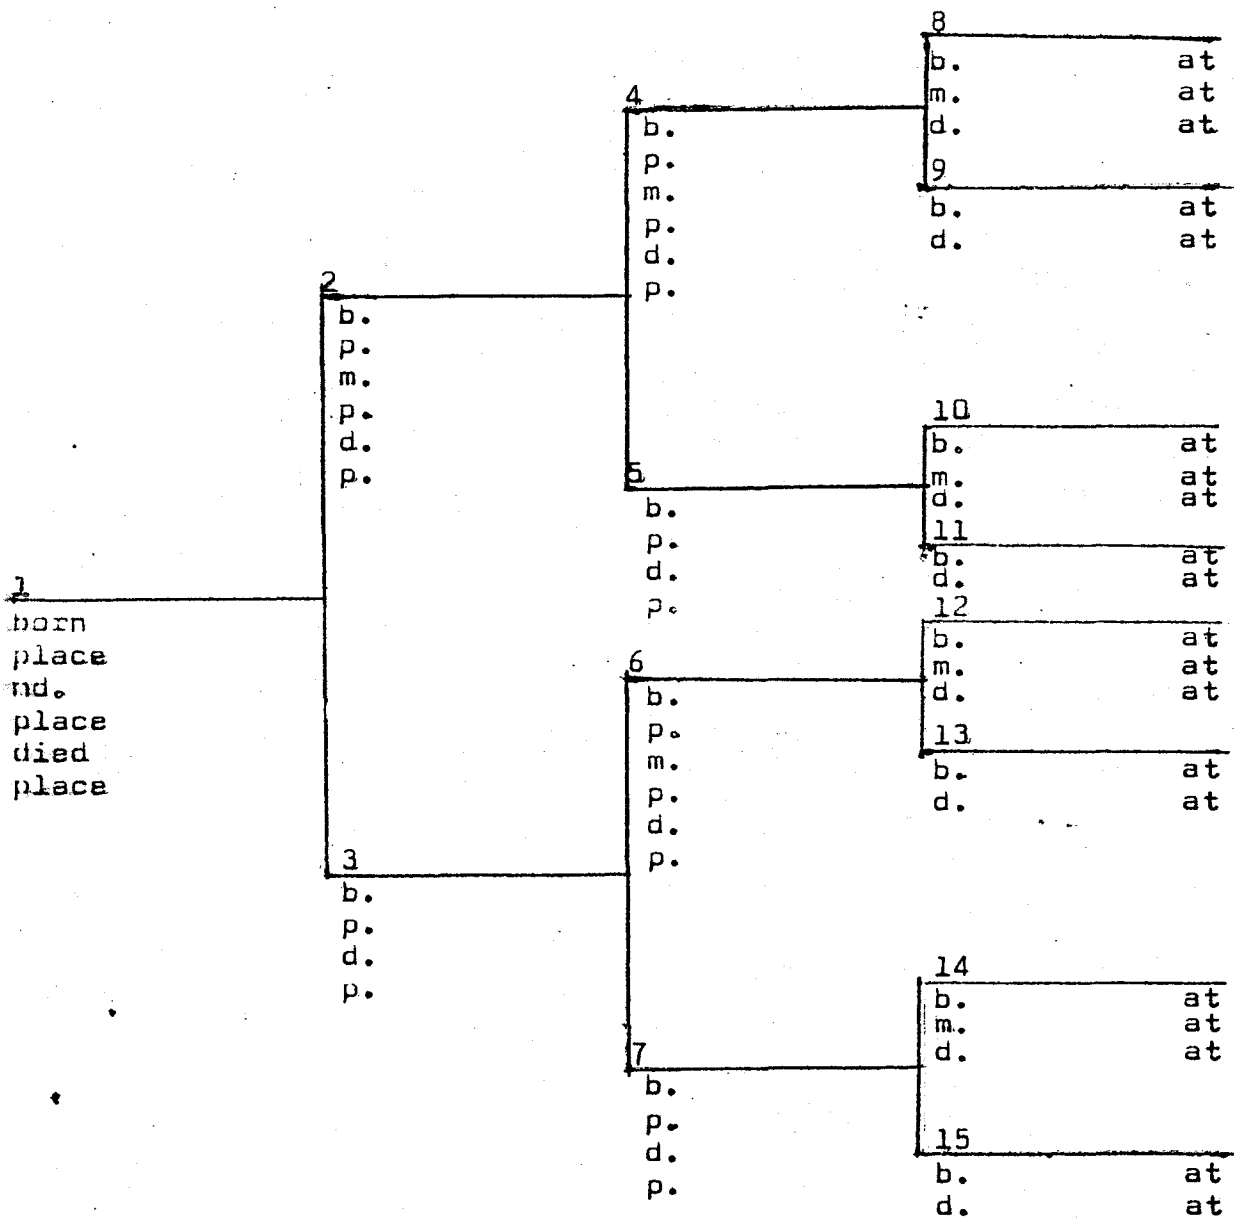 1
born
place
md.
place
died
place
2
b.
p.
m.
p.
d.
p.
3
b.
p.
d.
p.
4
b.
p.
m.
p.
d.
p.
5
b.
p.
d.
p.
6
b.
p.
m.
p.
d.
p.
7
b.
p.
d.
p.
8
b. at
m. at
d. at
9
b. at
d. at
10
b. at
m. at
d. at
11
b. at
d. at
12
b. at
m. at
d. at
13
b. at
d. at
14
b. at
m. at
d. at
15
b. at
d. at